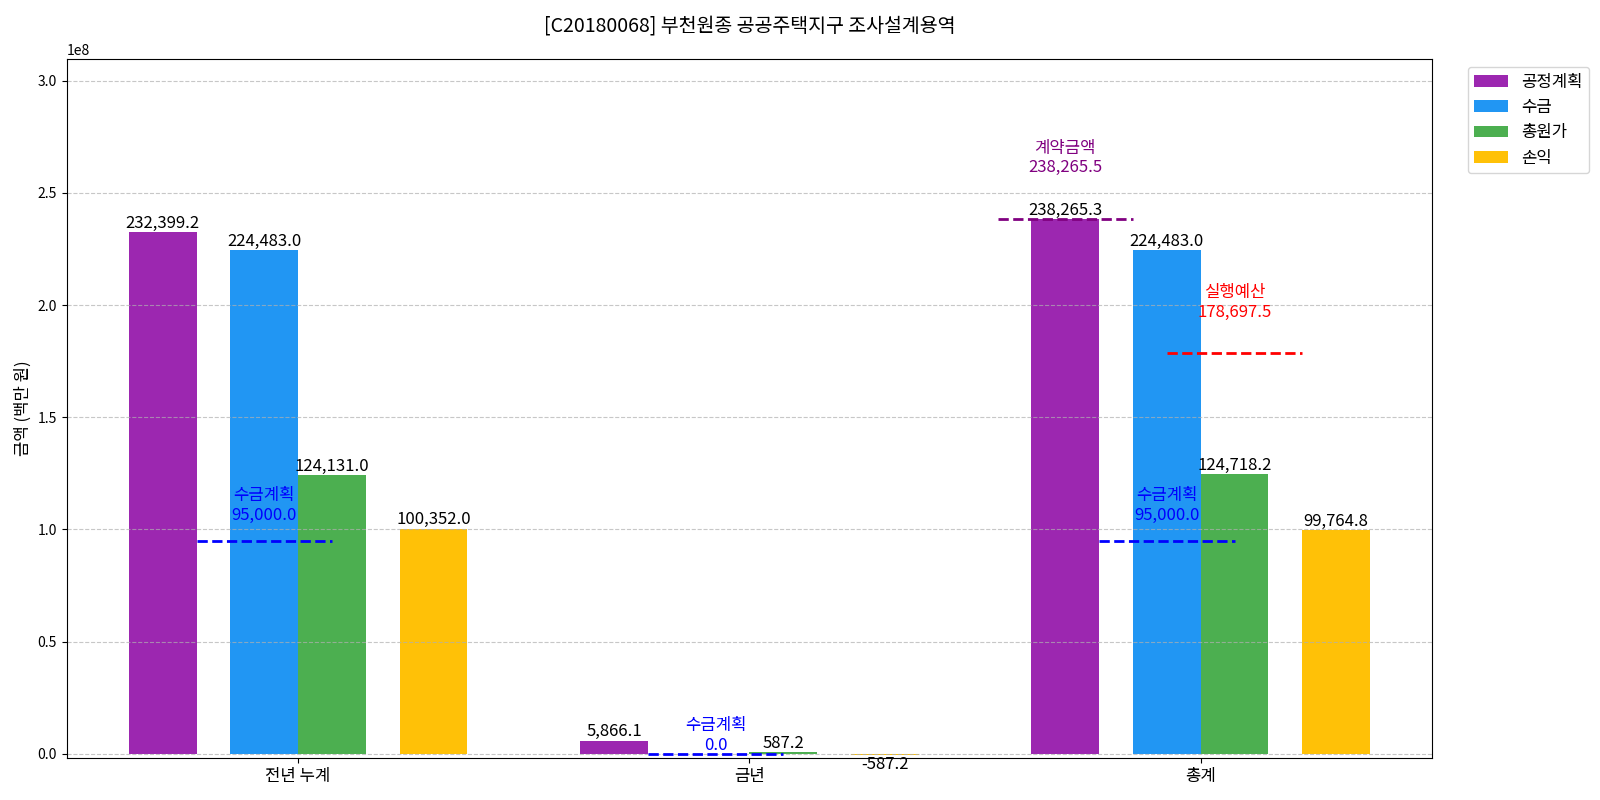 [C20180068] 부천원종 공공주택지구 조사설계용역
1e8
3.0
2.5
2.0
1.5
1.0
0.5
0.0
금액 (백만 원)
232,399.2
224,483.0
124,131.0
수금계획
95,000.0
100,352.0
5,866.1
수금계획
0.0
587.2
-587.2
계약금액
238,265.5
238,265.3
224,483.0
실행예산
178,697.5
124,718.2
수금계획
95,000.0
99,764.8
전년 누계
금년
총계
공정계획
수금
총원가
손익